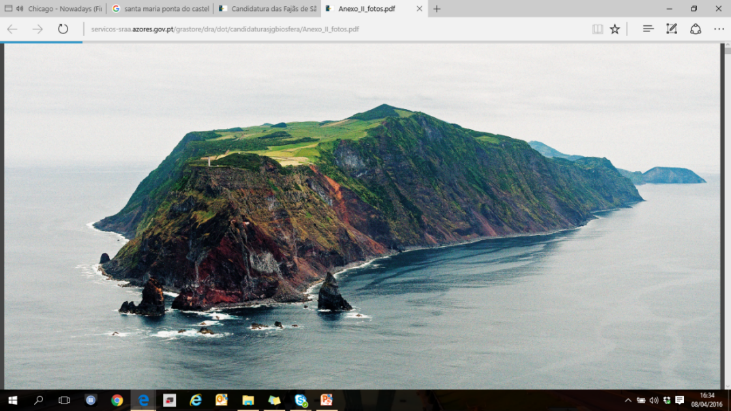 Chicago - Nowadays (Fi
santa maria ponta do castel
Candidatura das Fajãs de SJ
Anexo_II_fotos.pdf
servicos-sraa.azores.gov.pt/grastore/dra/dot/candidaturasjgbiosfera/Anexo_II_fotos.pdf
16:34
08/04/2016